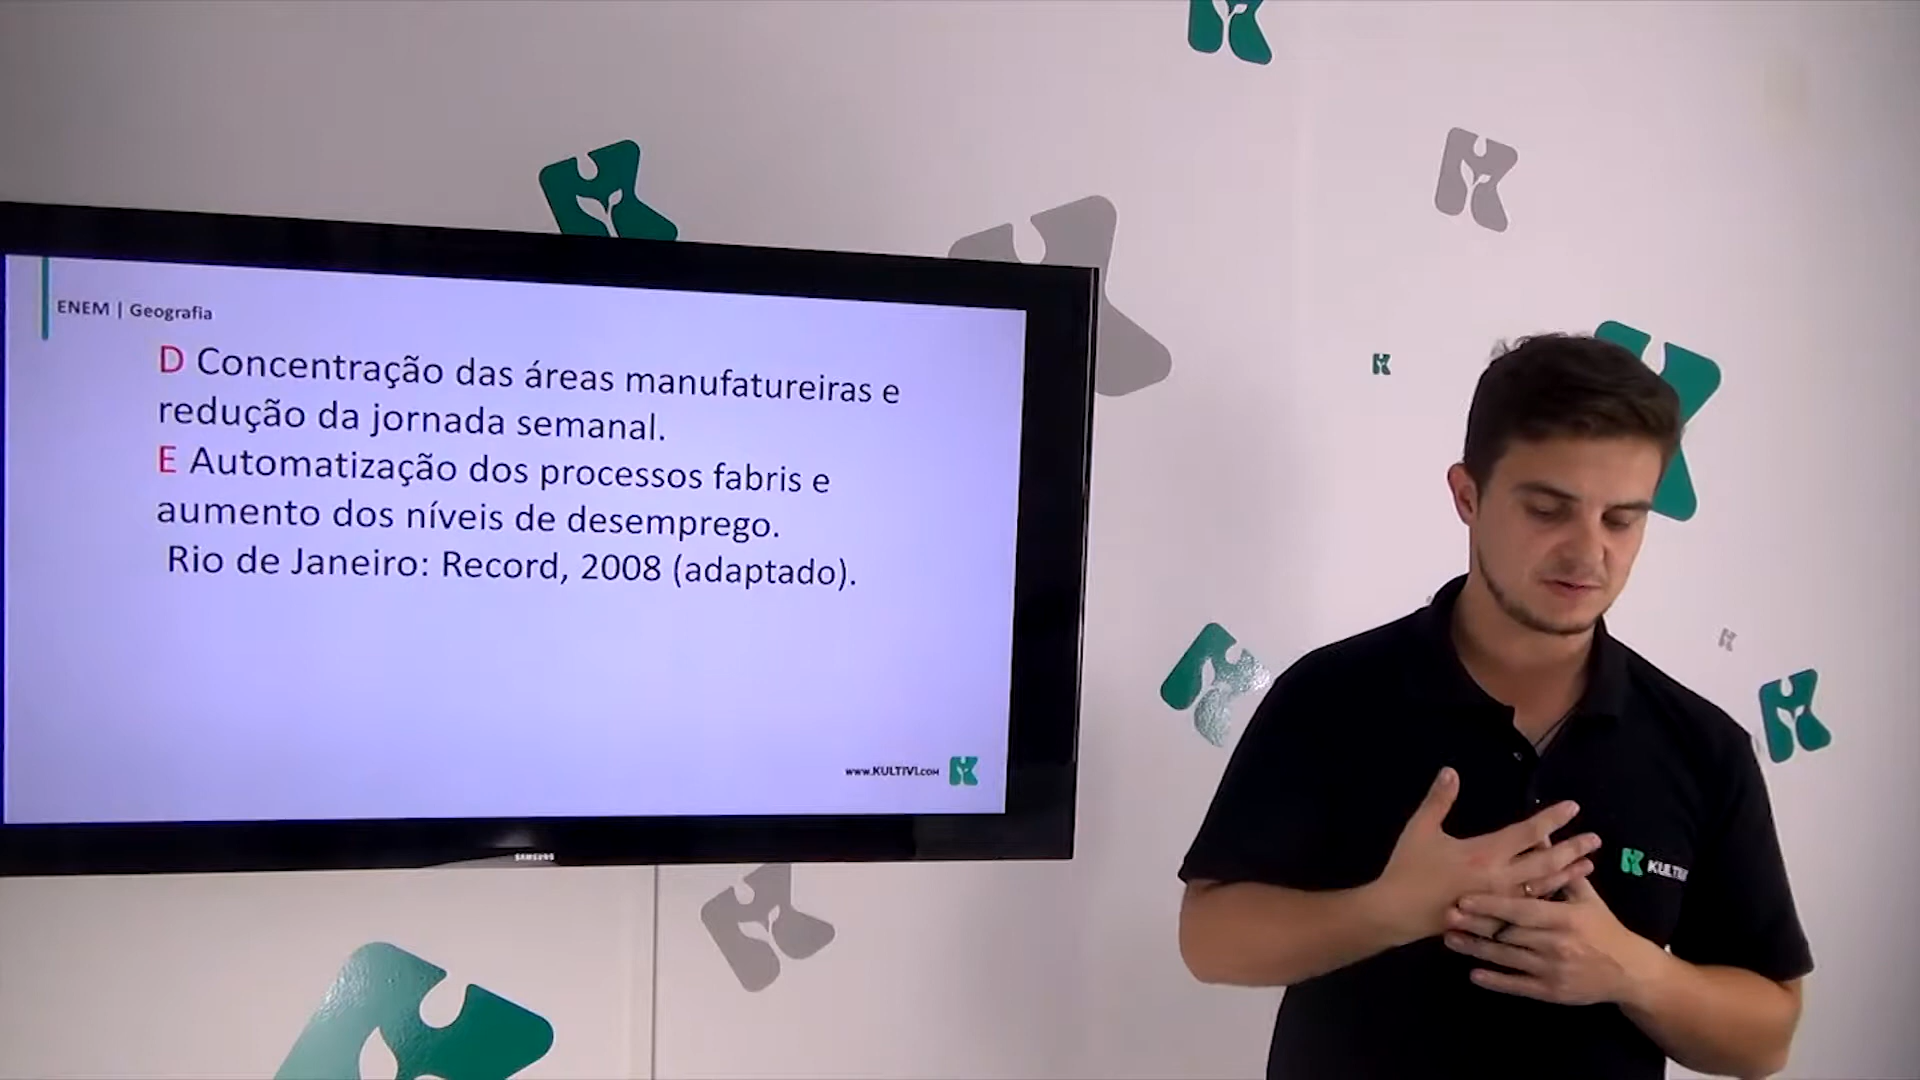 ENEM | Geografia
D Concentração das áreas manufatureiras e
redução da jornada semanal.
E Automatização dos processos fabris e
aumento dos níveis de desemprego.
Rio de Janeiro: Record, 2008 (adaptado).
www.KULTIVI.COM
SAMSUNG
KULTIVI